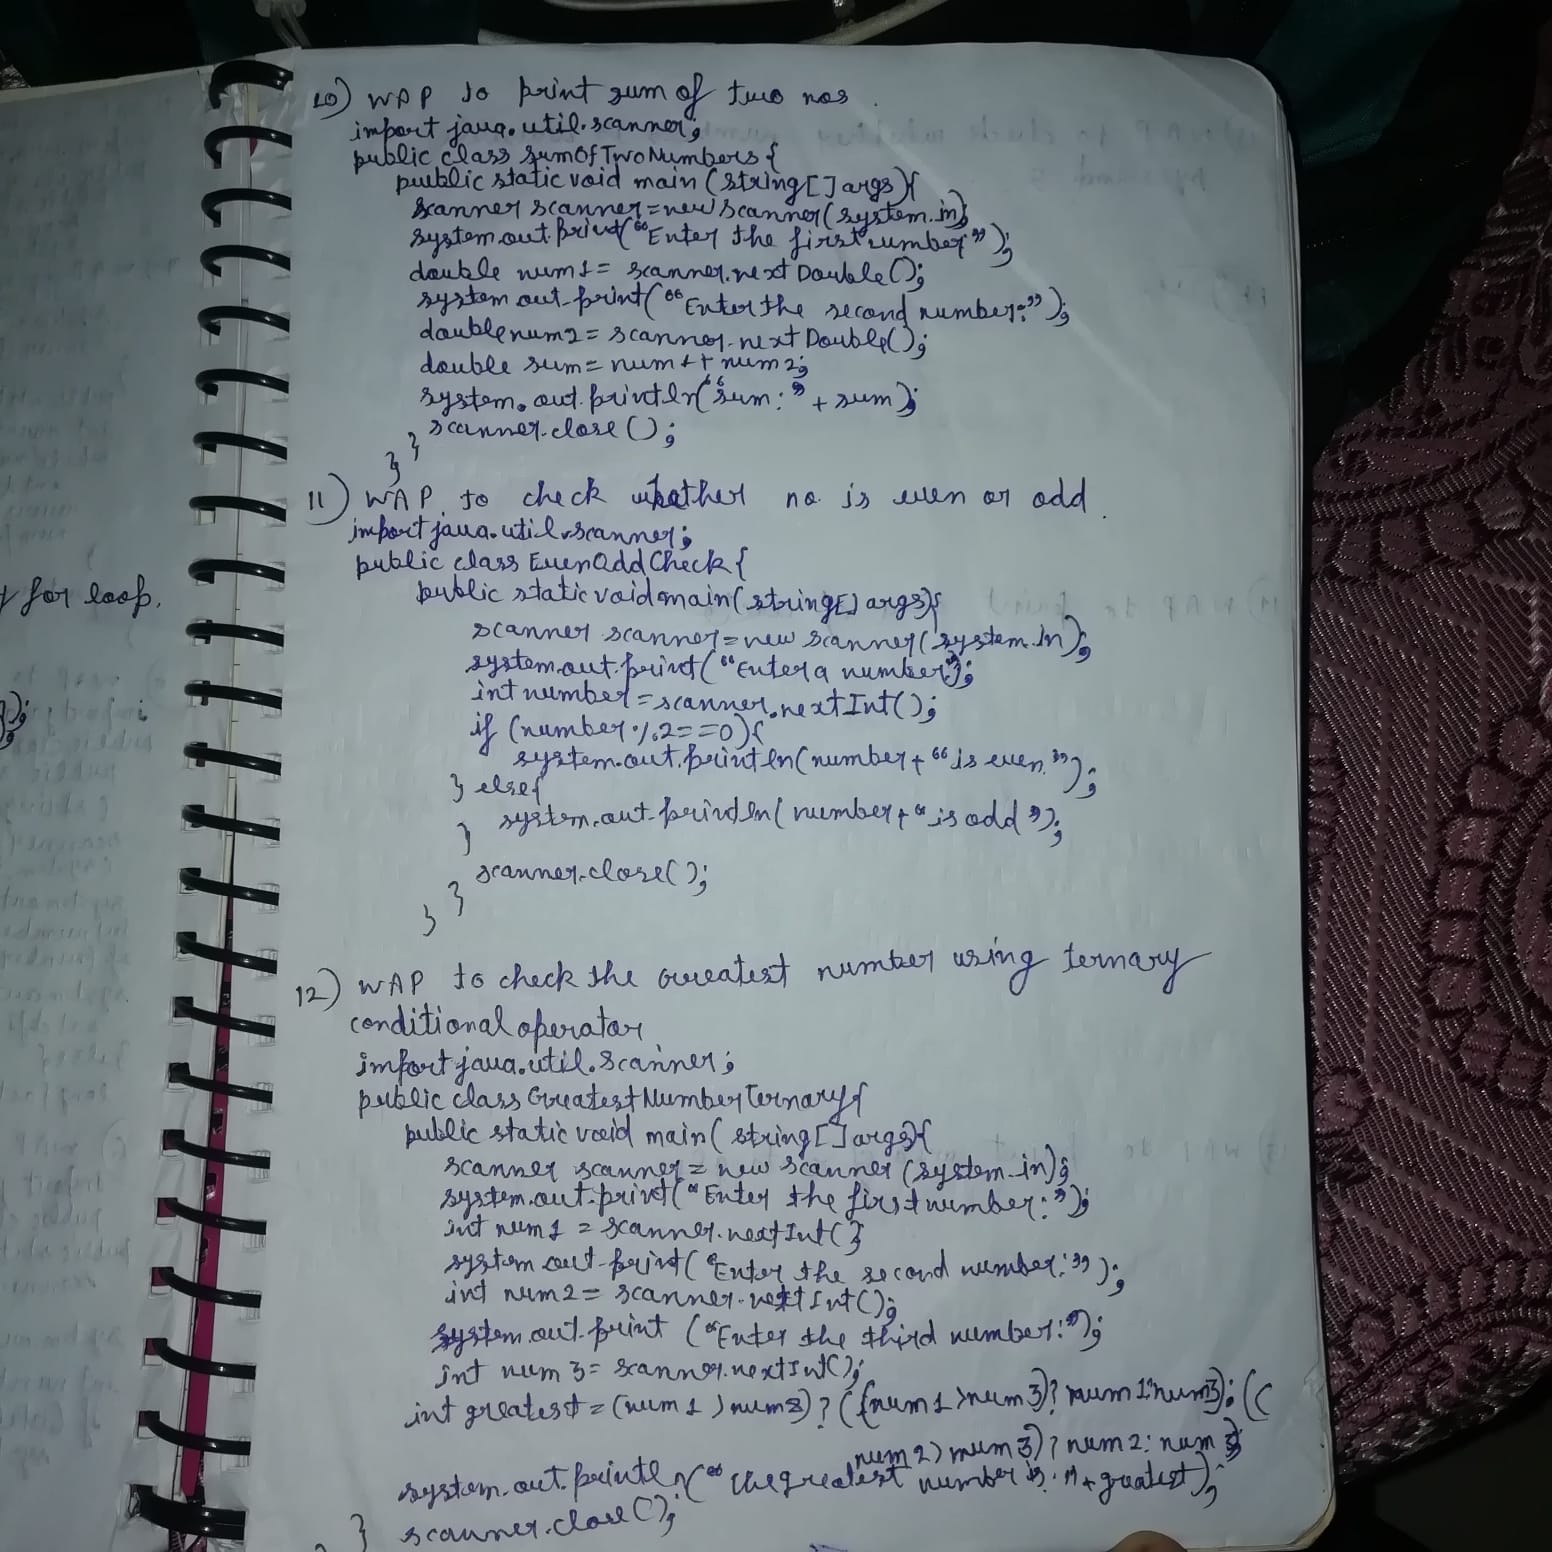 10) WAP to print sum of two nos.
import java.util.scanner;
public class sumOfTwoNumbers{
public static void main (string[] args){
scanner scanner=new scanner(system.in);
system.out.print("Enter the first number");
double num1= scanner.next Double();
system out.print("Enter the second number:");
double num2= scanner.next Double();
double sum= num1+ num2;
system.out.println("sum:"+ sum);
scanner.close();
}
}
11) WAP to check whether no is even or odd.
import java.util.scanner;
public class EvenOddCheck{
public static void main(string[] args){
scanner scanner=new scanner(system.in);
system.out.print("Enter a number");
int number=scanner.nextInt();
if (number%2==0){
system.out.println(number+"is even.");
} else{
system.out.println(number+"is odd");
}
scanner.close();
}
}
12) WAP to check the Greatest number using ternary
conditional operator
import java.util.scanner;
public class GreatestNumberTernary{
public static void main( string[] args){
scanner scanner= new scanner (system.in);
system.out.print("Enter the first number:");
int num1 = scanner.nextInt(}
system out.print("Enter the second number:");
int num2= scanner.nextInt();
system.out.print ("Enter the third number:");
int num 3= scanner.nextInt();
int greatest=(num1>num2)?((num1>num3)?num1:num3):((
num2>num3)?num2:num3;
system.out.println("the greatest number is:"+greatest);
scanner.close();
}
y for loop.
);